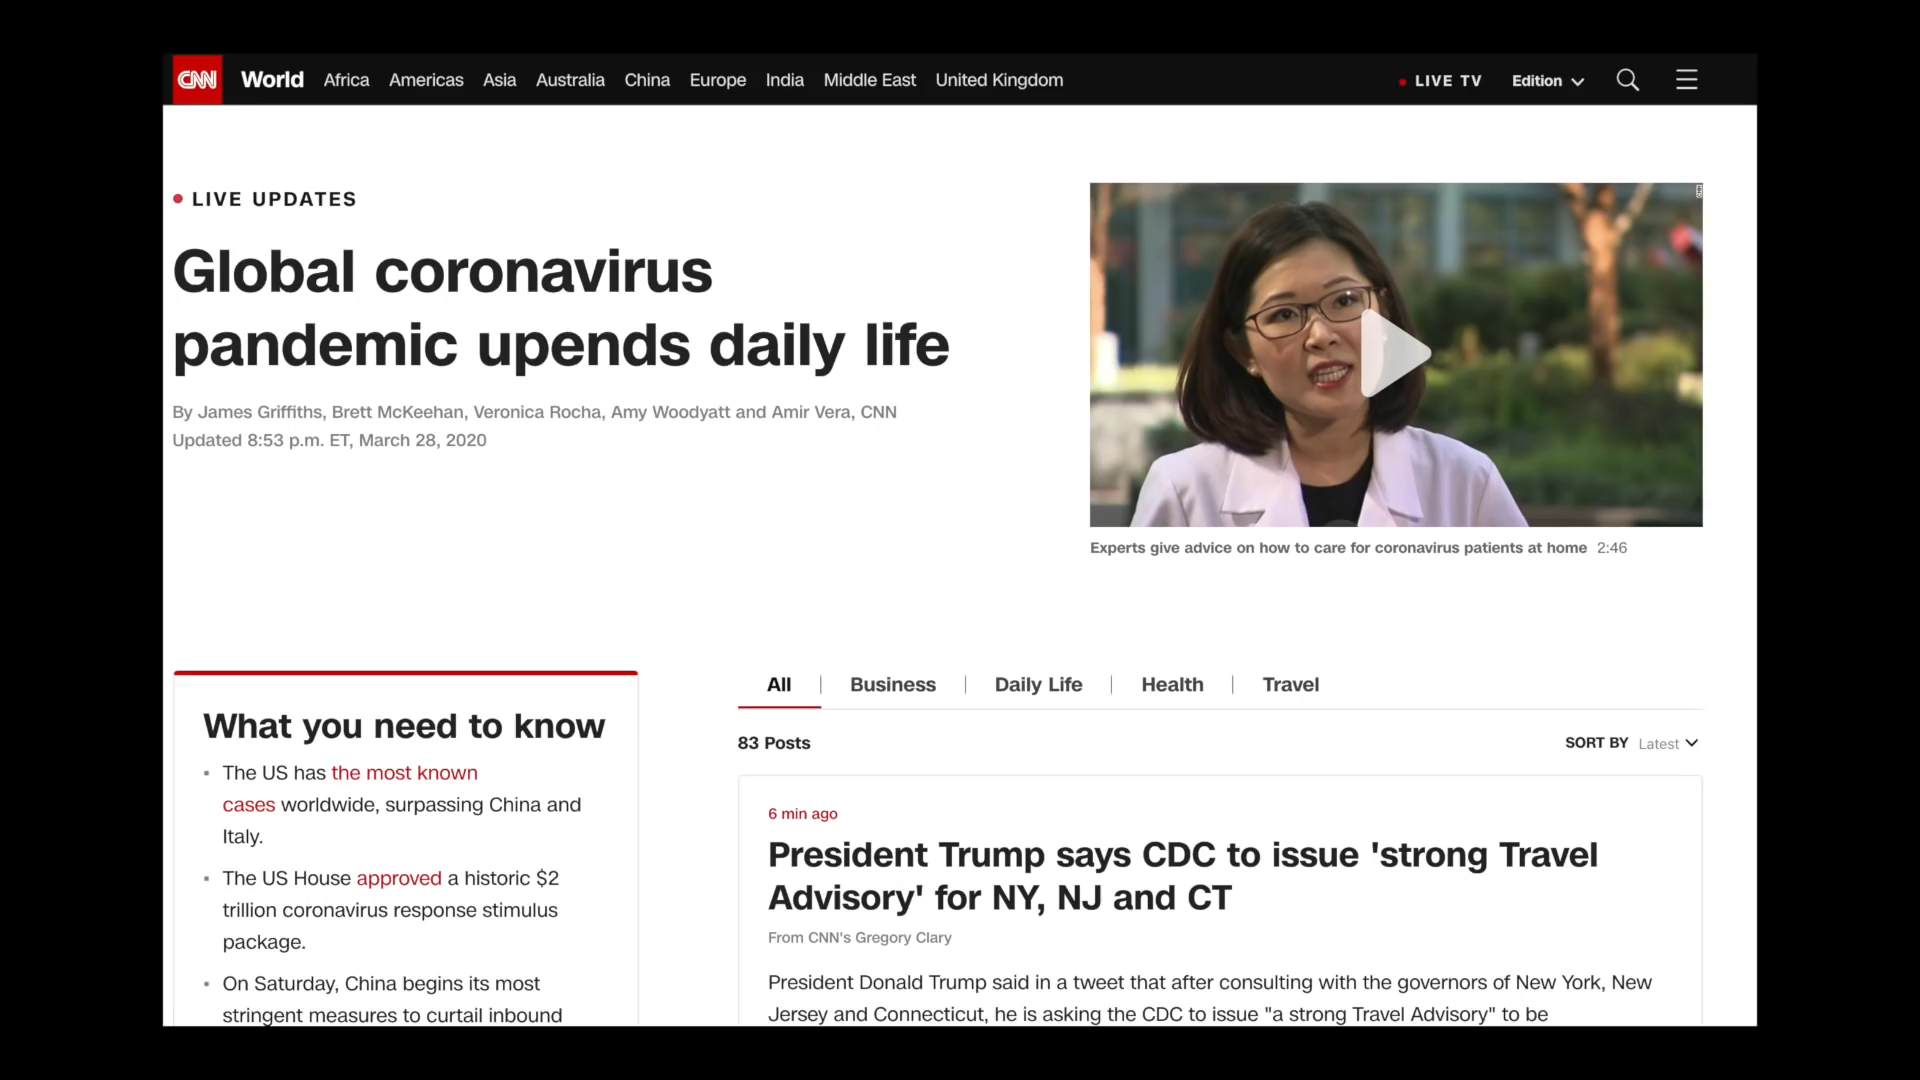 CNN World Africa Americas Asia Australia China Europe India Middle East United Kingdom LIVE TV Edition
LIVE UPDATES
Global coronavirus
pandemic upends daily life
By James Griffiths, Brett McKeehan, Veronica Rocha, Amy Woodyatt and Amir Vera, CNN
Updated 8:53 p.m. ET, March 28, 2020
Experts give advice on how to care for coronavirus patients at home 2:46
What you need to know
The US has the most known
cases worldwide, surpassing China and
Italy.
The US House approved a historic $2
trillion coronavirus response stimulus
package.
On Saturday, China begins its most
stringent measures to curtail inbound
All | Business | Daily Life | Health | Travel
83 Posts
SORT BY Latest
6 min ago
President Trump says CDC to issue 'strong Travel
Advisory' for NY, NJ and CT
From CNN's Gregory Clary
President Donald Trump said in a tweet that after consulting with the governors of New York, New
Jersey and Connecticut, he is asking the CDC to issue "a strong Travel Advisory" to be